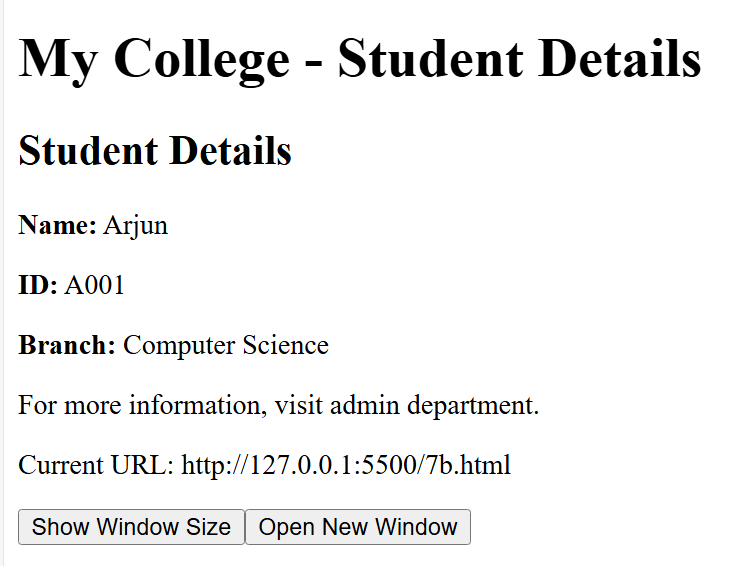 My College - Student Details
Student Details
Name: Arjun
ID: A001
Branch: Computer Science
For more information, visit admin department.
Current URL: http://127.0.0.1:5500/7b.html
Show Window Size Open New Window